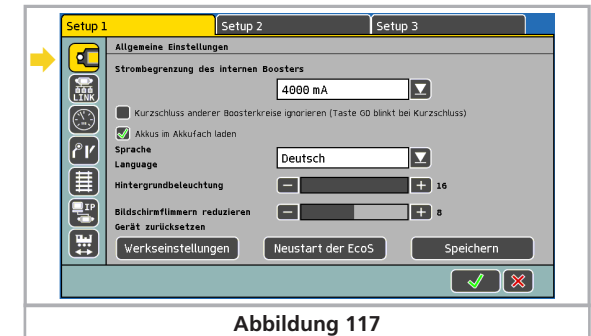 Setup 1
Setup 2
Setup 3
Allgemeine Einstellungen
Strombegrenzung des internen Boosters
4000 mA
Kurzschluss anderer Boosterkreise ignorieren (Taste GO blinkt bei Kurzschluss)
Akkus im Akkufach laden
Sprache
Language
Deutsch
Hintergrundbeleuchtung
16
Bildschirmflimmern reduzieren
8
Gerät zurücksetzen
Werkseinstellungen
Neustart der EcoS
Speichern
LINK
IP
Abbildung 117